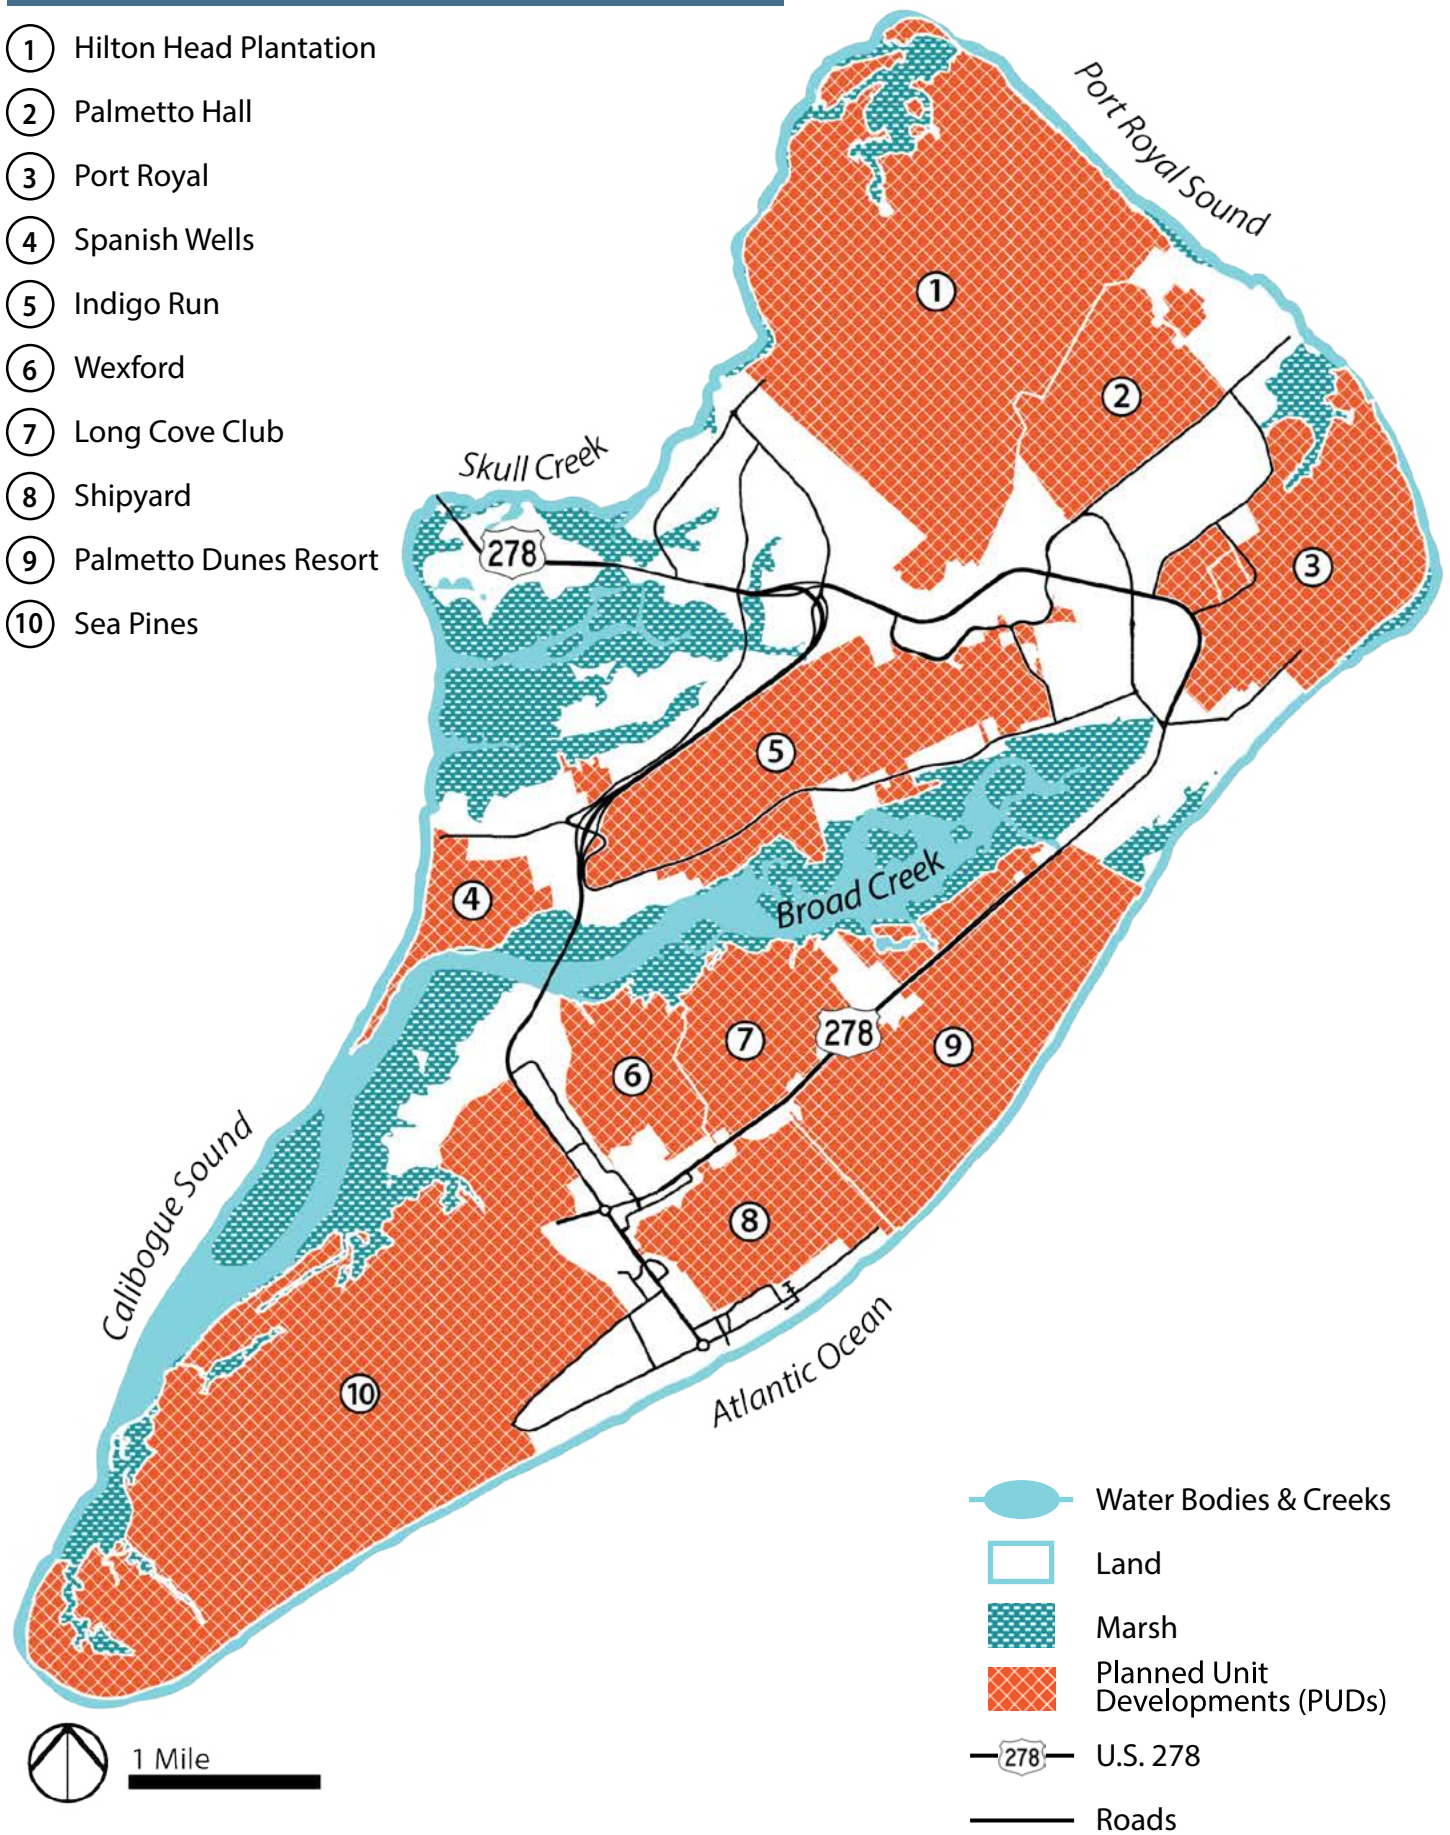 1 Hilton Head Plantation
2 Palmetto Hall
3 Port Royal
4 Spanish Wells
5 Indigo Run
6 Wexford
7 Long Cove Club
8 Shipyard
9 Palmetto Dunes Resort
10 Sea Pines
Port Royal Sound
1
2
Skull Creek
278
3
5
4
Broad Creek
278
7
9
6
Calibogue Sound
8
Atlantic Ocean
10
Water Bodies & Creeks
Land
Marsh
Planned Unit
Developments (PUDs)
278 U.S. 278
Roads
1 Mile